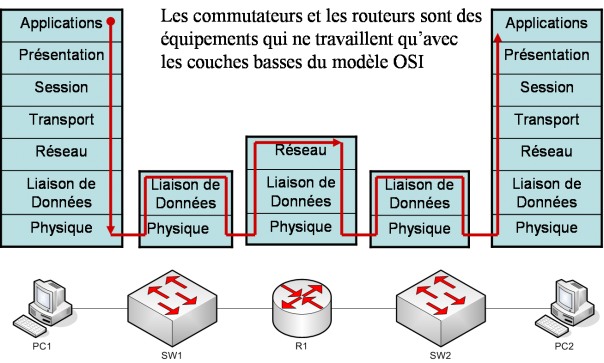 Les commutateurs et les routeurs sont des
équipements qui ne travaillent qu’avec
les couches basses du modèle OSI
Applications
Présentation
Session
Transport
Réseau
Liaison de
Données
Physique
Liaison de
Données
Physique
Réseau
Liaison de
Données
Physique
Liaison de
Données
Physique
Applications
Présentation
Session
Transport
Réseau
Liaison de
Données
Physique
PC1
SW1
R1
SW2
PC2